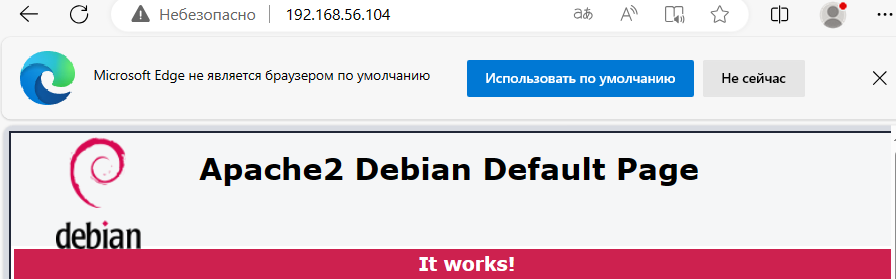 Небезопасно 192.168.56.104
Microsoft Edge не является браузером по умолчанию
Использовать по умолчанию
Не сейчас
Apache2 Debian Default Page
debian
It works!